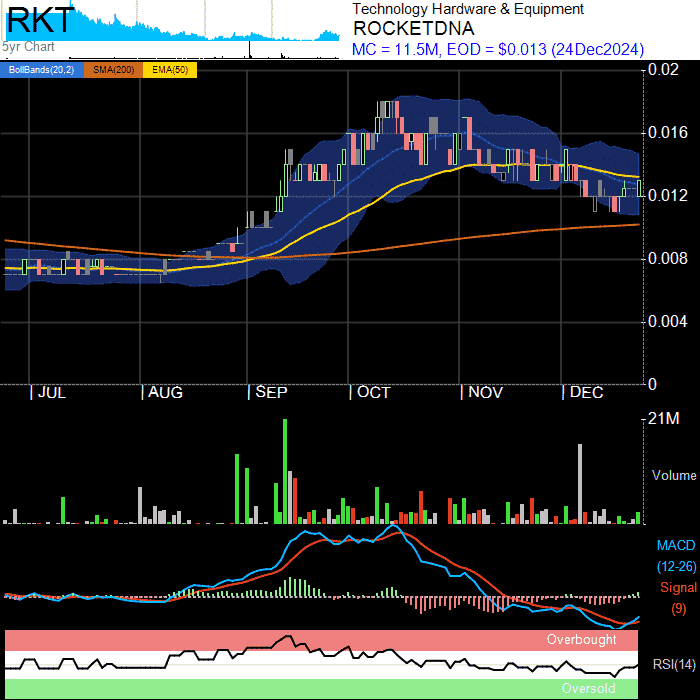 RKT
5yr Chart
Technology Hardware & Equipment
ROCKETDNA
MC = 11.5M, EOD = $0.013 (24Dec2024)
BollBands(20,2) SMA(200) EMA(50)
0.02
0.016
0.012
0.008
0.004
0
JUL AUG SEP OCT NOV DEC
21M
Volume
MACD
(12-26)
Signal
(9)
Overbought
RSI(14)
Oversold